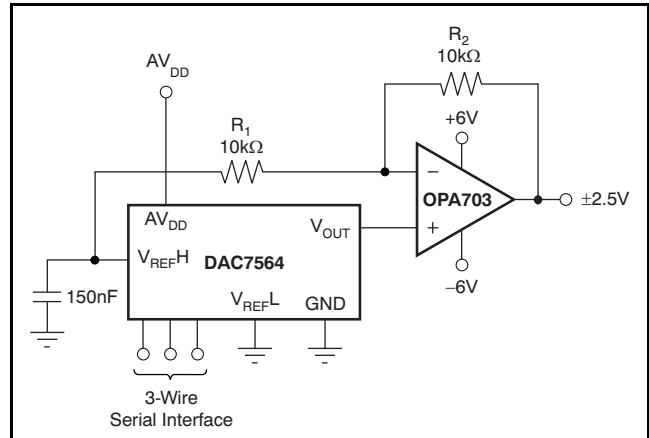 R2
10kΩ
AVDD
R1
10kΩ
+6V
−
OPA703
+
±2.5V
−6V
AVDD
VOUT
VREFH
DAC7564
150nF
VREFL
GND
3-Wire
Serial Interface